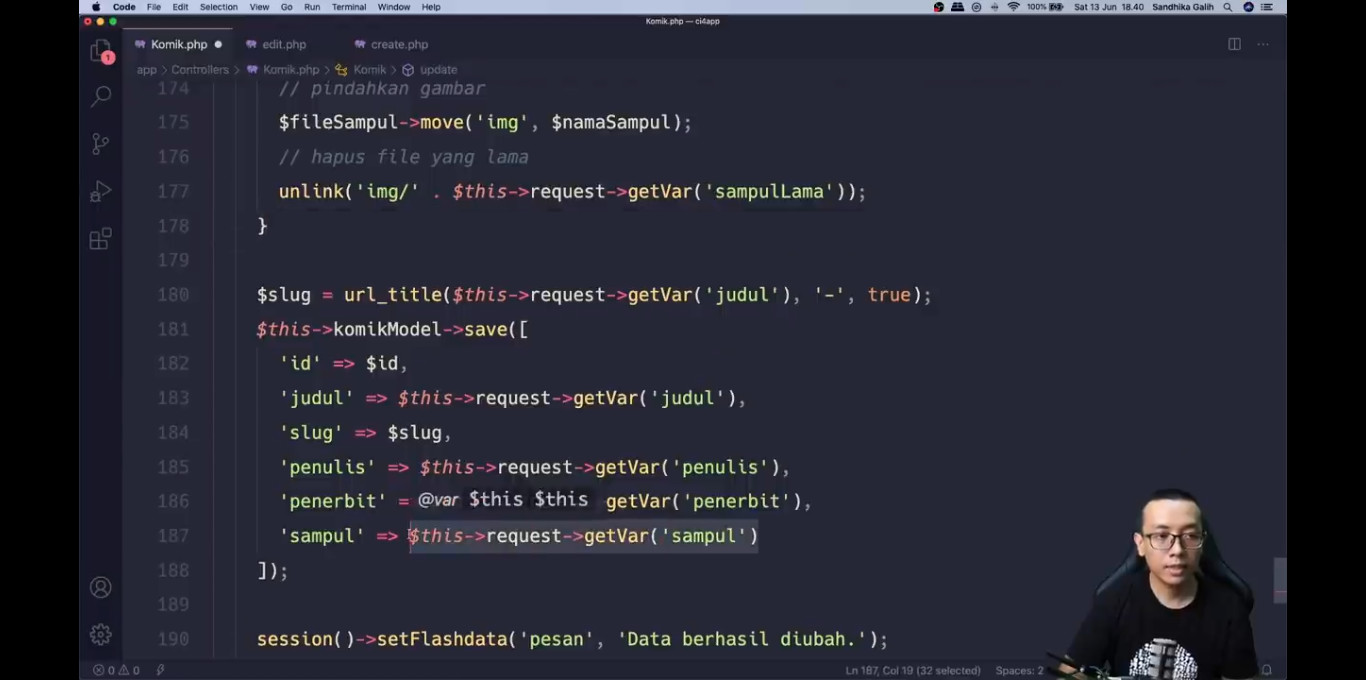 Code File Edit Selection View Go Run Terminal Window Help 100% Sat 13 Jun 18.40 Sandhika Galih
Komik.php — ci4app
Komik.php edit.php create.php
1
app > Controllers > Komik.php > Komik > update
174 // pindahkan gambar
175 $fileSampul->move('img', $namaSampul);
176 // hapus file yang lama
177 unlink('img/' . $this->request->getVar('sampulLama'));
178 }
179
180 $slug = url_title($this->request->getVar('judul'), '-', true);
181 $this->komikModel->save([
182 'id' => $id,
183 'judul' => $this->request->getVar('judul'),
184 'slug' => $slug,
185 'penulis' => $this->request->getVar('penulis'),
186 'penerbit' = @var $this $this getVar('penerbit'),
187 'sampul' => $this->request->getVar('sampul')
188 ]);
189
190 session()->setFlashdata('pesan', 'Data berhasil diubah.');
0 0 Ln 187, Col 19 (32 selected) Spaces: 2